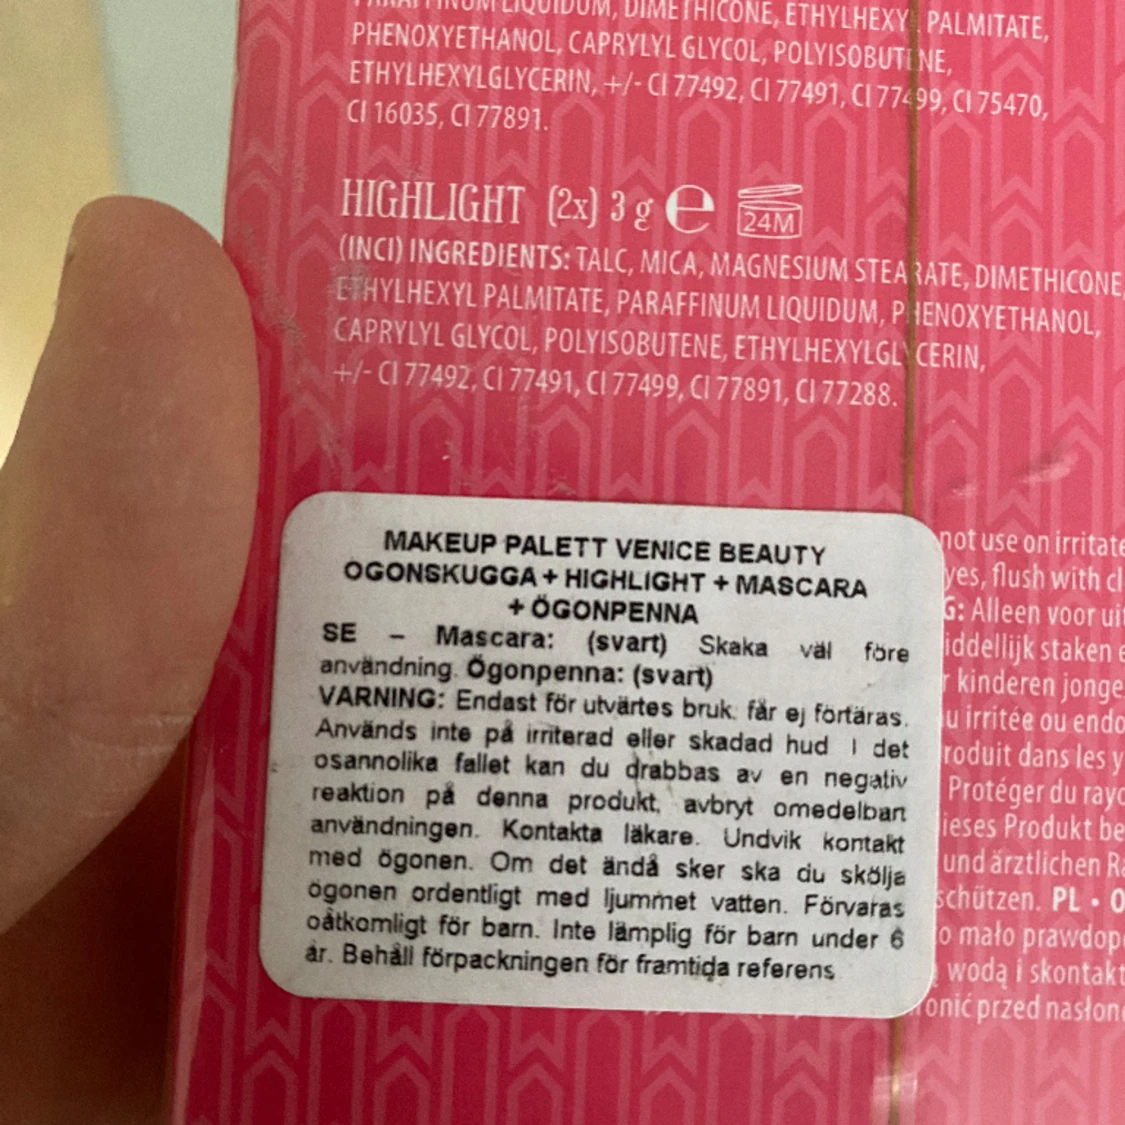 PARAFFINUM LIQUIDUM, DIMETHICONE, ETHYLHEXYL PALMITATE,
PHENOXYETHANOL, CAPRYLYL GLYCOL, POLYISOBUTENE,
ETHYLHEXYLGLYCERIN, +/- CI 77492, CI 77491, CI 77499, CI 75470,
CI 16035, CI 77891.
HIGHLIGHT (2x) 3 g e 24M
(INCI) INGREDIENTS: TALC, MICA, MAGNESIUM STEARATE, DIMETHICONE,
ETHYLHEXYL PALMITATE, PARAFFINUM LIQUIDUM, PHENOXYETHANOL,
CAPRYLYL GLYCOL, POLYISOBUTENE, ETHYLHEXYLGLYCERIN,
+/- CI 77492, CI 77491, CI 77499, CI 77891, CI 77288.
MAKEUP PALETT VENICE BEAUTY
ÖGONSKUGGA + HIGHLIGHT + MASCARA
+ ÖGONPENNA
SE – Mascara: (svart) Skaka väl före
användning. Ögonpenna: (svart)
VARNING: Endast för utvärtes bruk, får ej förtäras.
Används inte på irriterad eller skadad hud. I det
osannolika fallet kan du drabbas av en negativ
reaktion på denna produkt, avbryt omedelbart
användningen. Kontakta läkare. Undvik kontakt
med ögonen. Om det ändå sker ska du skölja
ögonen ordentligt med ljummet vatten. Förvaras
oåtkomligt för barn. Inte lämplig för barn under 6
år. Behåll förpackningen för framtida referens
not use on irritate
yes, flush with cl
G: Alleen voor uit
iddellijk staken e
r kinderen jonge
u irritée ou endo
roduit dans les y
Protéger du rayo
ieses Produkt be
und ärztlichen Ra
schützen. PL • O
o mało prawdop
wodą i skontakt
ronić przed nasłon